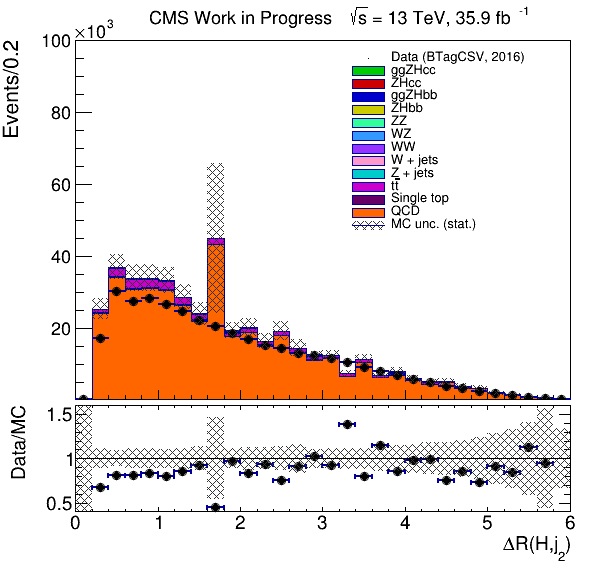 CMS Work in Progress √s = 13 TeV, 35.9 fb⁻¹
×10³
Events/0.2
100
80
60
40
20
Data (BTagCSV, 2016)
ggZHcc
ZHcc
ggZHbb
ZHbb
ZZ
WZ
WW
W + jets
Z + jets
tt̅
Single top
QCD
MC unc. (stat.)
Data/MC
1.5
1
0.5
0 1 2 3 4 5 6
ΔR(H,j₂)